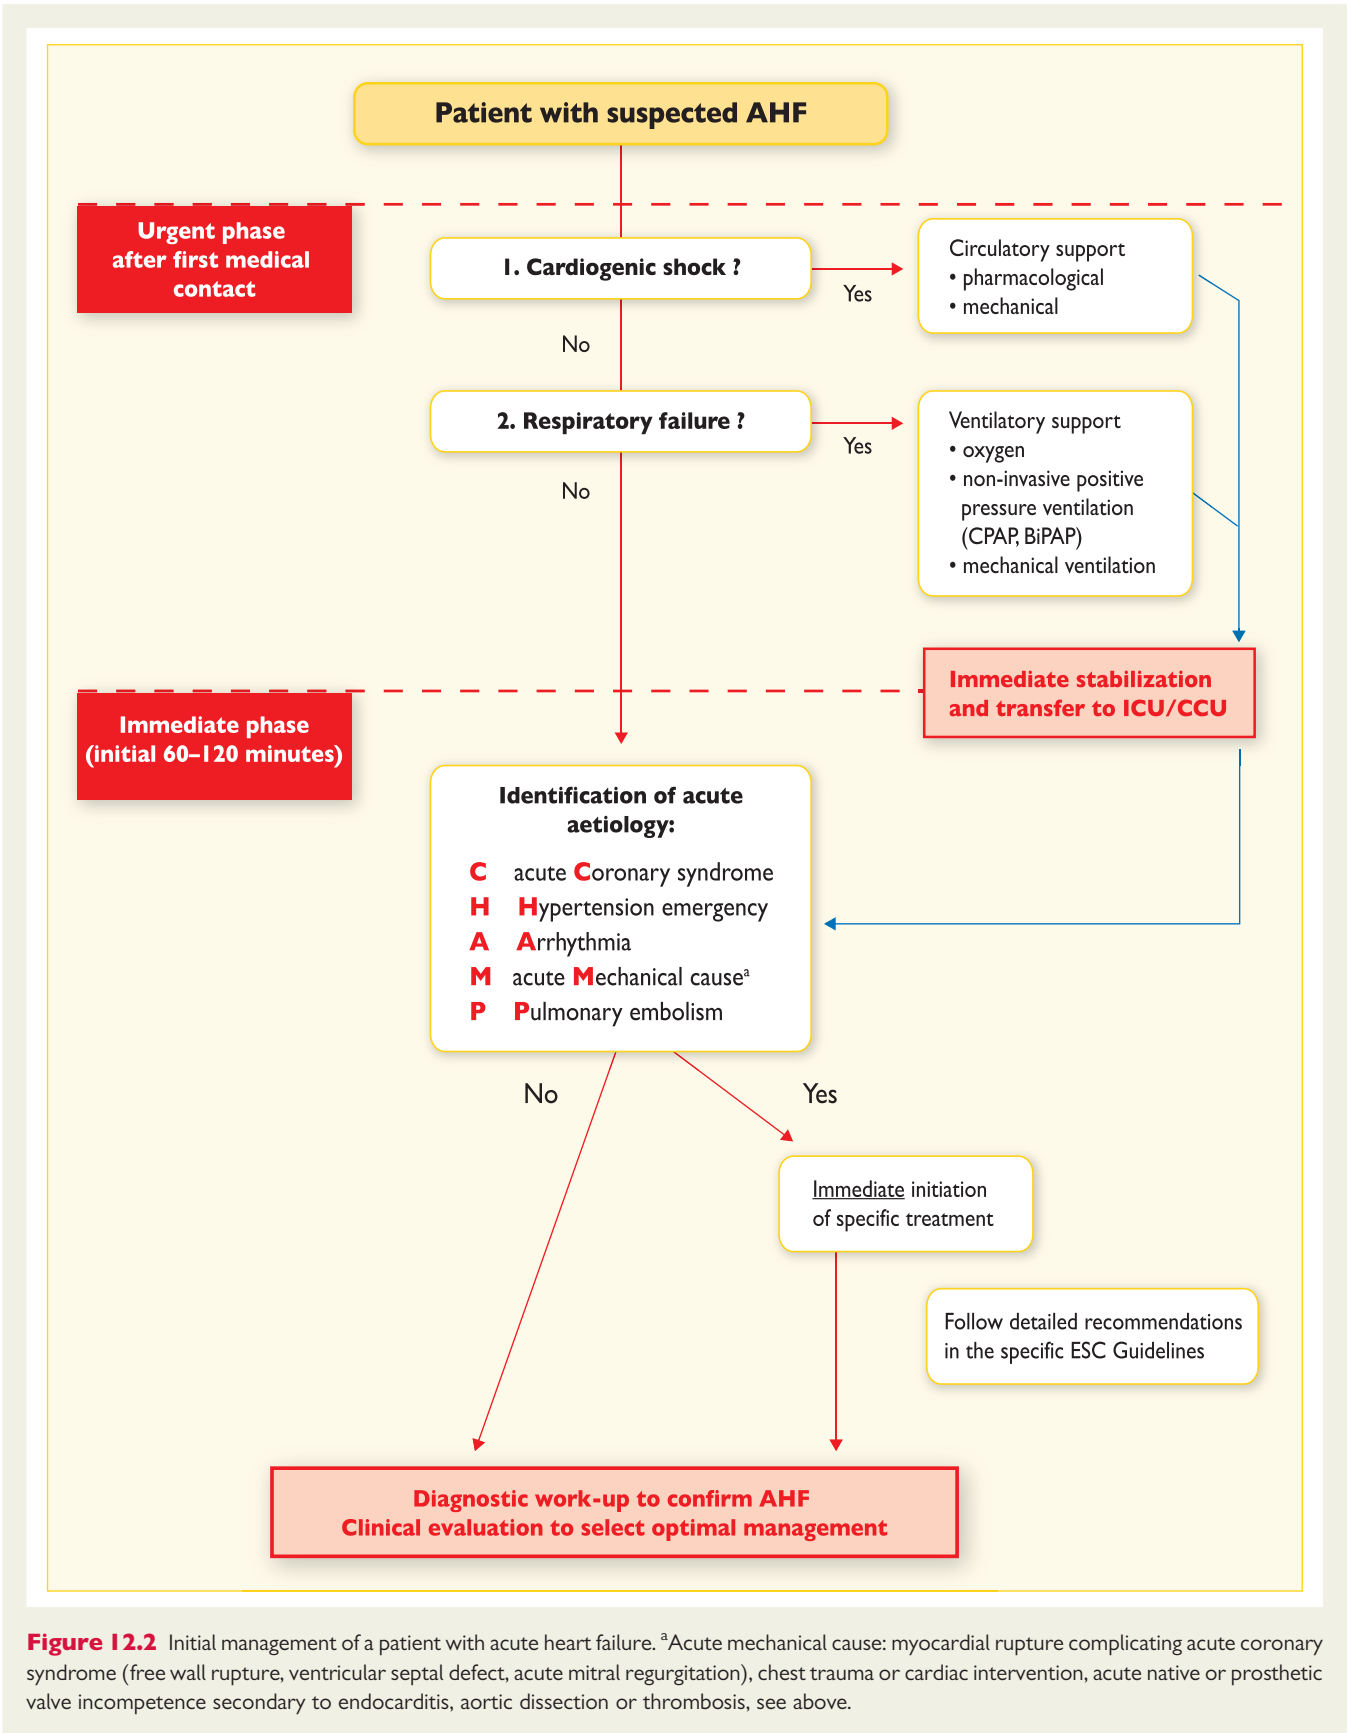 Patient with suspected AHF
Urgent phase
after first medical
contact
1. Cardiogenic shock ?
Yes
Circulatory support
• pharmacological
• mechanical
No
2. Respiratory failure ?
Yes
Ventilatory support
• oxygen
• non-invasive positive
pressure ventilation
(CPAP, BiPAP)
• mechanical ventilation
No
Immediate stabilization
and transfer to ICU/CCU
Immediate phase
(initial 60–120 minutes)
Identification of acute
aetiology:
C acute Coronary syndrome
H Hypertension emergency
A Arrhythmia
M acute Mechanical causeᵃ
P Pulmonary embolism
No
Yes
Immediate initiation
of specific treatment
Follow detailed recommendations
in the specific ESC Guidelines
Diagnostic work-up to confirm AHF
Clinical evaluation to select optimal management
Figure 12.2 Initial management of a patient with acute heart failure. ᵃAcute mechanical cause: myocardial rupture complicating acute coronary
syndrome (free wall rupture, ventricular septal defect, acute mitral regurgitation), chest trauma or cardiac intervention, acute native or prosthetic
valve incompetence secondary to endocarditis, aortic dissection or thrombosis, see above.